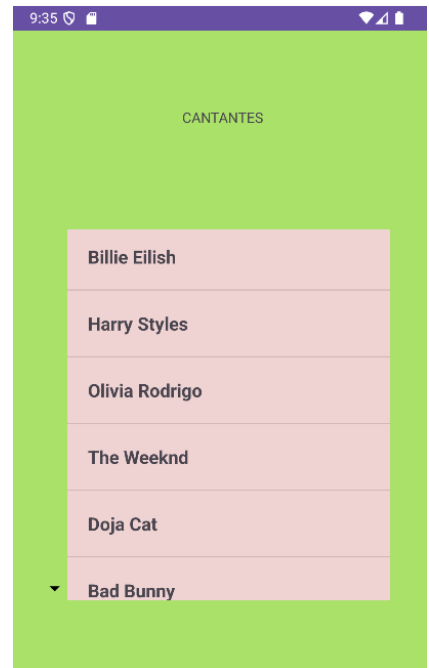 9:35
CANTANTES
Billie Eilish
Harry Styles
Olivia Rodrigo
The Weeknd
Doja Cat
Bad Bunny